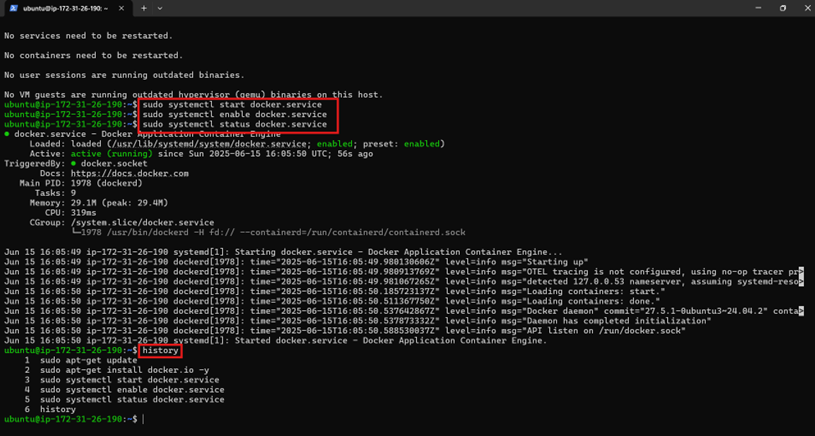 ubuntu@ip-172-31-26-190: ~
No services need to be restarted.
No containers need to be restarted.
No user sessions are running outdated binaries.
No VM guests are running outdated hypervisor (qemu) binaries on this host.
ubuntu@ip-172-31-26-190:~$ sudo systemctl start docker.service
ubuntu@ip-172-31-26-190:~$ sudo systemctl enable docker.service
ubuntu@ip-172-31-26-190:~$ sudo systemctl status docker.service
● docker.service - Docker Application Container Engine
Loaded: loaded (/usr/lib/systemd/system/docker.service; enabled; preset: enabled)
Active: active (running) since Sun 2025-06-15 16:05:50 UTC; 56s ago
TriggeredBy: ● docker.socket
Docs: https://docs.docker.com
Main PID: 1978 (dockerd)
Tasks: 9
Memory: 29.1M (peak: 29.4M)
CPU: 319ms
CGroup: /system.slice/docker.service
└─1978 /usr/bin/dockerd -H fd:// --containerd=/run/containerd/containerd.sock
Jun 15 16:05:49 ip-172-31-26-190 systemd[1]: Starting docker.service - Docker Application Container Engine...
Jun 15 16:05:49 ip-172-31-26-190 dockerd[1978]: time="2025-06-15T16:05:49.980130606Z" level=info msg="Starting up"
Jun 15 16:05:49 ip-172-31-26-190 dockerd[1978]: time="2025-06-15T16:05:49.980913769Z" level=info msg="OTEL tracing is not configured, using no-op tracer pr>
Jun 15 16:05:49 ip-172-31-26-190 dockerd[1978]: time="2025-06-15T16:05:49.981067265Z" level=info msg="detected 127.0.0.53 nameserver, assuming systemd-reso>
Jun 15 16:05:50 ip-172-31-26-190 dockerd[1978]: time="2025-06-15T16:05:50.185723137Z" level=info msg="Loading containers: start."
Jun 15 16:05:50 ip-172-31-26-190 dockerd[1978]: time="2025-06-15T16:05:50.511367750Z" level=info msg="Loading containers: done."
Jun 15 16:05:50 ip-172-31-26-190 dockerd[1978]: time="2025-06-15T16:05:50.537642867Z" level=info msg="Docker daemon" commit="27.5.1-0ubuntu3~24.04.2" conta>
Jun 15 16:05:50 ip-172-31-26-190 dockerd[1978]: time="2025-06-15T16:05:50.537873332Z" level=info msg="Daemon has completed initialization"
Jun 15 16:05:50 ip-172-31-26-190 dockerd[1978]: time="2025-06-15T16:05:50.588530037Z" level=info msg="API listen on /run/docker.sock"
Jun 15 16:05:50 ip-172-31-26-190 systemd[1]: Started docker.service - Docker Application Container Engine.
ubuntu@ip-172-31-26-190:~$ history
1 sudo apt-get update
2 sudo apt-get install docker.io -y
3 sudo systemctl start docker.service
4 sudo systemctl enable docker.service
5 sudo systemctl status docker.service
6 history
ubuntu@ip-172-31-26-190:~$